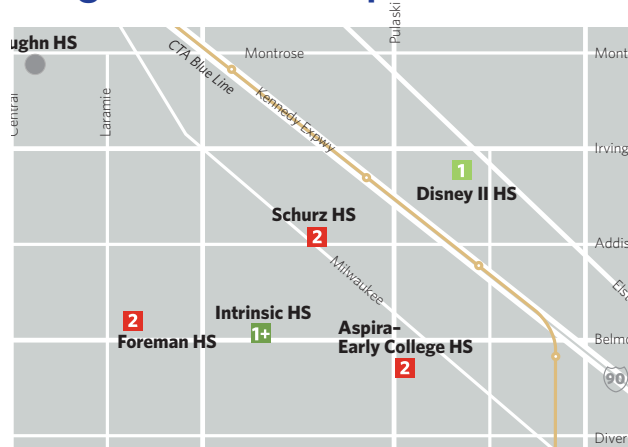 Pulaski
ughn HS
Montrose
Mont
CTA Blue Line
Central
Laramie
Kennedy Expwy
Irving
1
Disney II HS
Schurz HS
2
Addis
Milwaukee
Elst
2
Foreman HS
Intrinsic HS
1+
Aspira–
Early College HS
2
Belmo
90
Diver